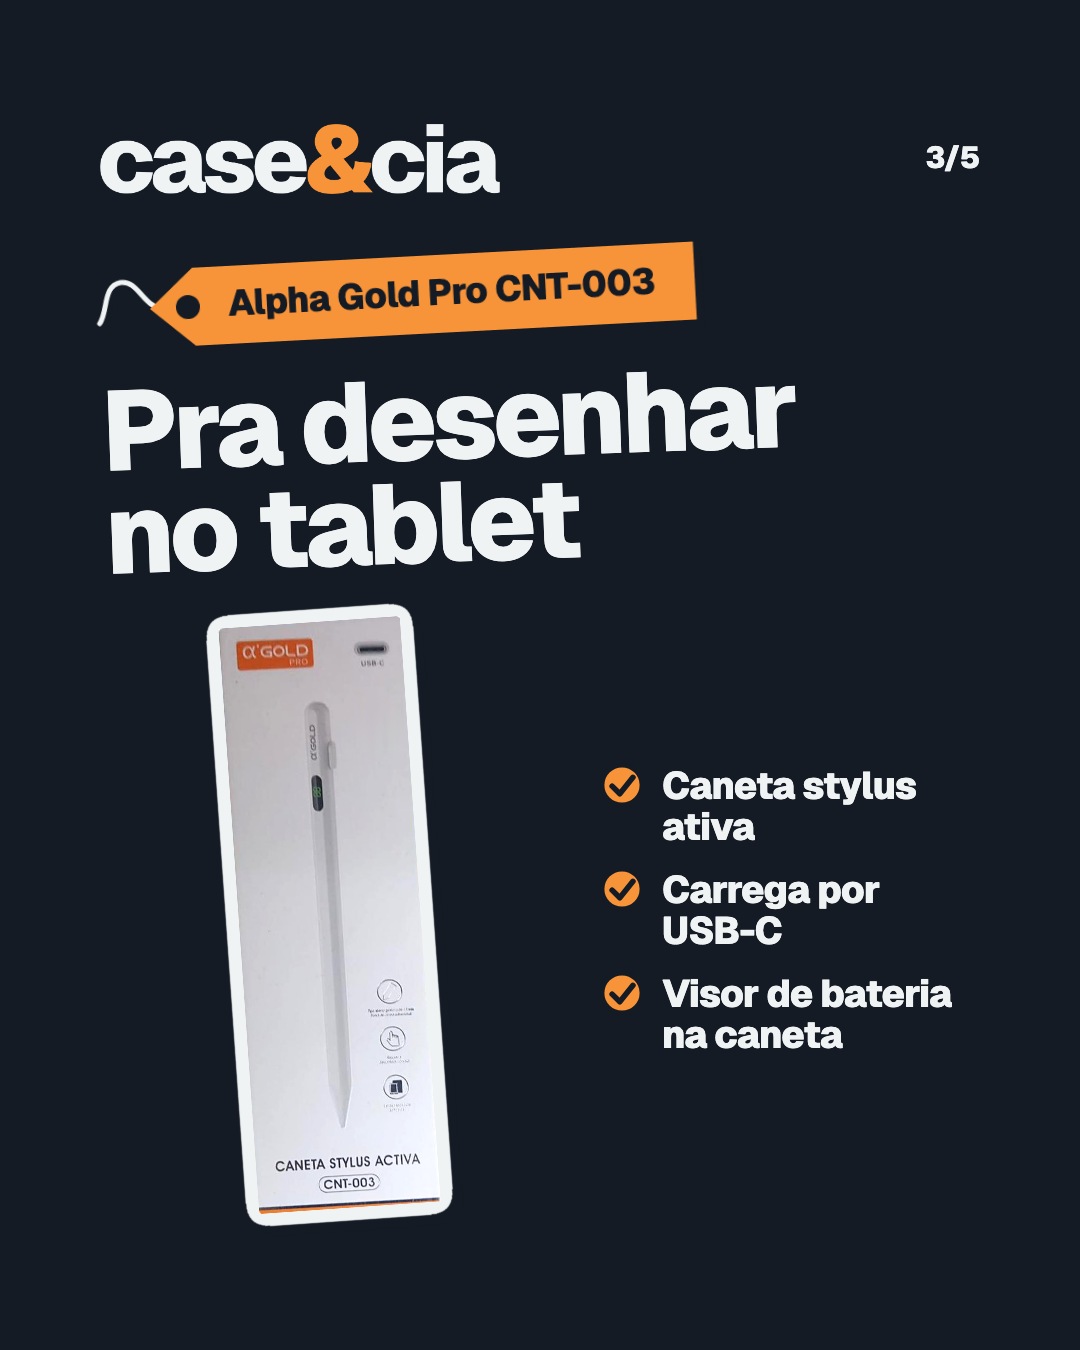 case&cia
3/5
Alpha Gold Pro CNT-003
Pra desenhar
no tablet
α'GOLD
PRO
USB-C
α'GOLD
Caneta stylus
ativa
Carrega por
USB-C
Visor de bateria
na caneta
CANETA STYLUS ACTIVA
CNT-003